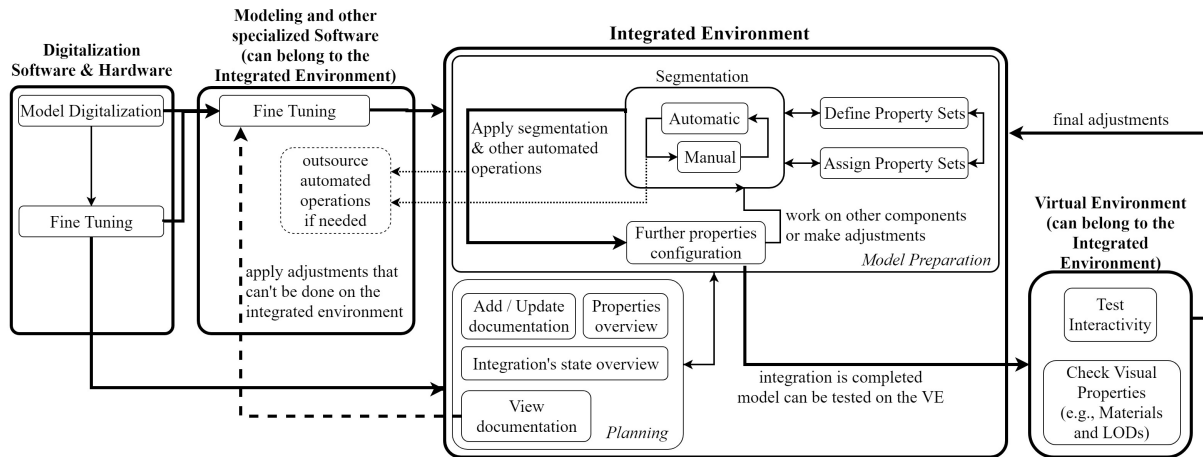 Digitalization
Software & Hardware
Model Digitalization
Fine Tuning
Modeling and other
specialized Software
(can belong to the
Integrated Environment)
Fine Tuning
outsource
automated
operations
if needed
apply adjustments that
can't be done on the
integrated environment
Integrated Environment
Segmentation
Automatic
Manual
Apply segmentation
& other automated
operations
Define Property Sets
Assign Property Sets
work on other components
or make adjustments
Further properties
configuration
Model Preparation
Add / Update
documentation
Properties
overview
Integration's state overview
View
documentation
Planning
integration is completed
model can be tested on the VE
final adjustments
Virtual Environment
(can belong to the
Integrated
Environment)
Test
Interactivity
Check Visual
Properties
(e.g., Materials
and LODs)